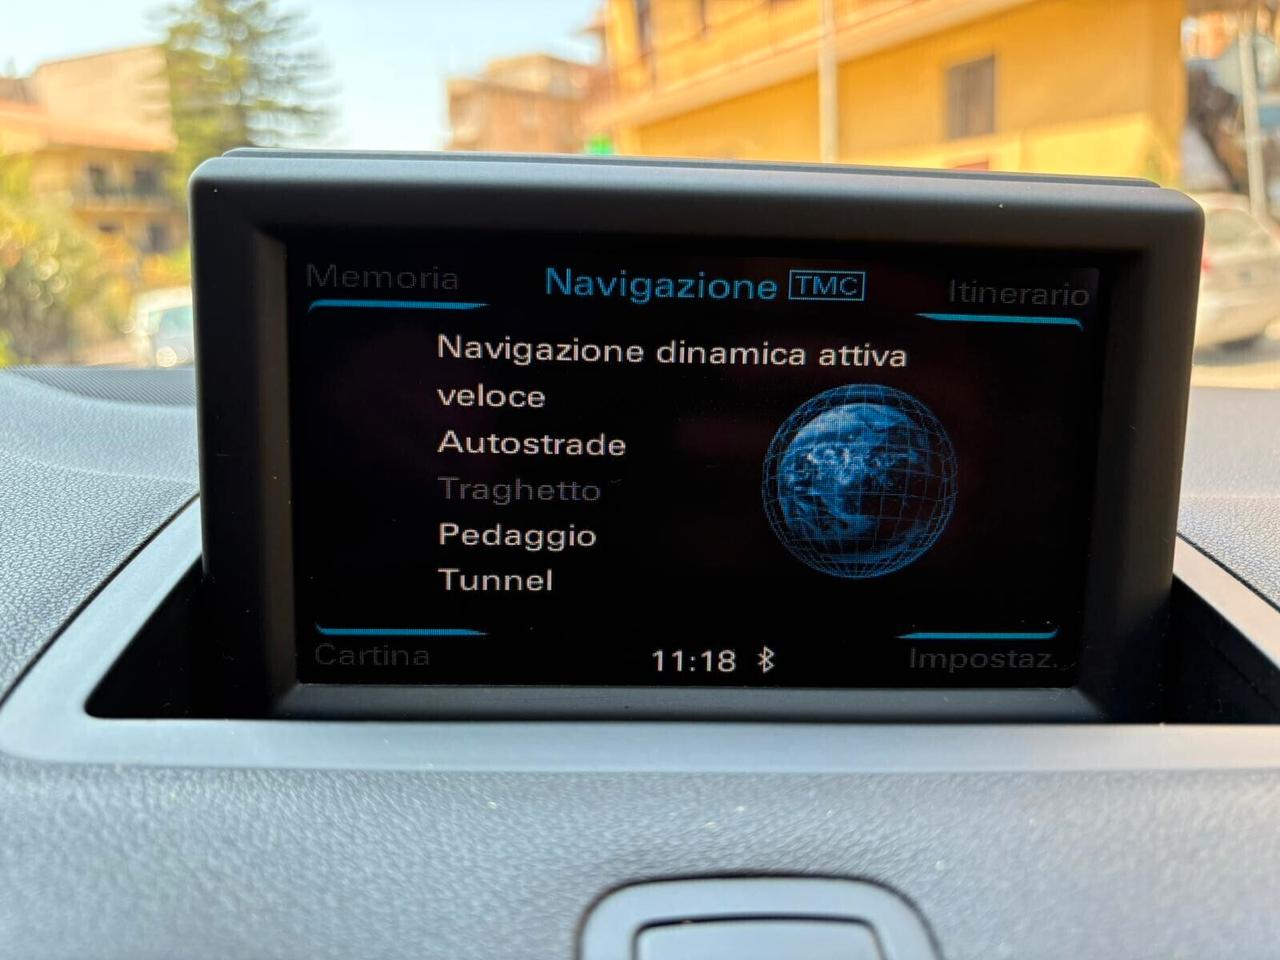 Memoria
Navigazione TMC
Itinerario
Navigazione dinamica attiva
veloce
Autostrade
Traghetto
Pedaggio
Tunnel
Cartina
11:18
Impostaz.